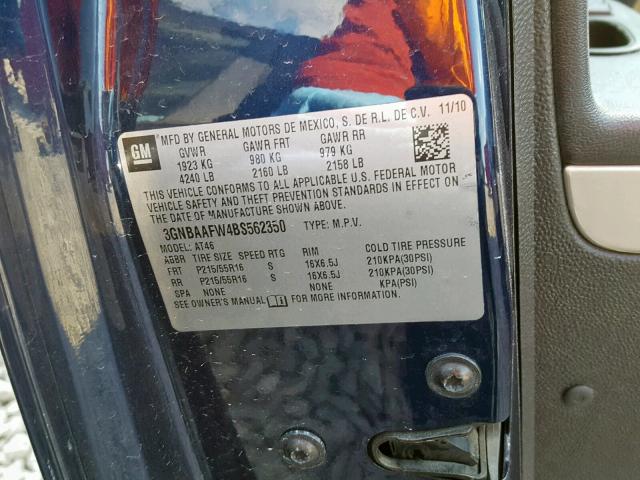 GM
MFD BY GENERAL MOTORS DE MEXICO, S. DE R.L. DE C.V. 11/10
GVWR GAWR FRT GAWR RR
1923 KG 980 KG 979 KG
4240 LB 2160 LB 2158 LB
THIS VEHICLE CONFORMS TO ALL APPLICABLE U.S. FEDERAL MOTOR
VEHICLE SAFETY AND THEFT PREVENTION STANDARDS IN EFFECT ON
THE DATE OF MANUFACTURE SHOWN ABOVE.
3GNBAAFW4BS562350 TYPE: M.P.V.
MODEL: AT46
ABBR TIRE SIZE SPEED RTG RIM COLD TIRE PRESSURE
FRT P215/55R16 S 16X6.5J 210KPA(30PSI)
RR P215/55R16 S 16X6.5J 210KPA(30PSI)
SPA NONE NONE KPA(PSI)
SEE OWNER'S MANUAL FOR MORE INFORMATION.